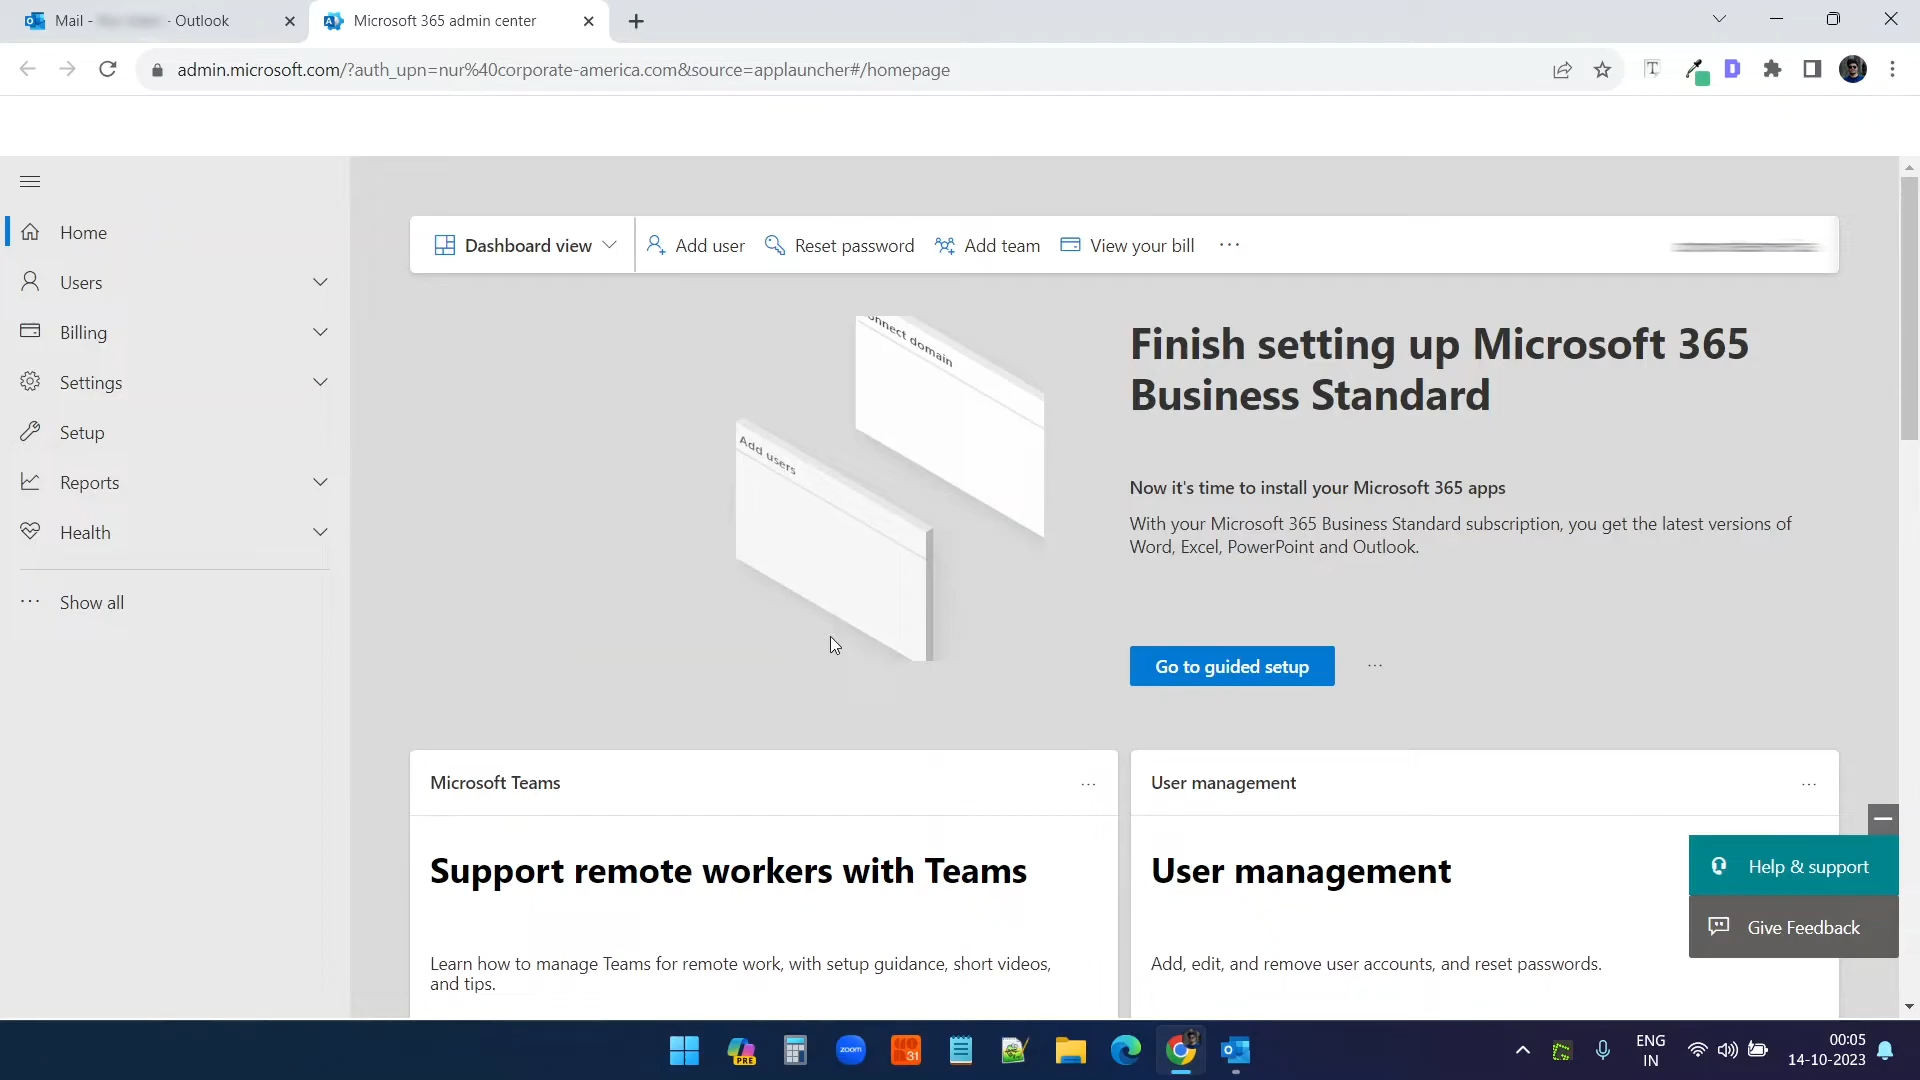 Mail -
- Outlook
Microsoft 365 admin center
admin.microsoft.com/?auth_upn=nur%40corporate-america.com&source=applauncher#/homepage
Home
Users
Billing
Settings
Setup
Reports
Health
Show all
Dashboard view
Add user
Reset password
Add team
View your bill
onnect domain
Add users
Finish setting up Microsoft 365
Business Standard
Now it's time to install your Microsoft 365 apps
With your Microsoft 365 Business Standard subscription, you get the latest versions of
Word, Excel, PowerPoint and Outlook.
Go to guided setup
Microsoft Teams
Support remote workers with Teams
Learn how to manage Teams for remote work, with setup guidance, short videos,
and tips.
User management
User management
Add, edit, and remove user accounts, and reset passwords.
Help & support
Give Feedback
PRE
zoom
31
ENG
IN
00:05
14-10-2023